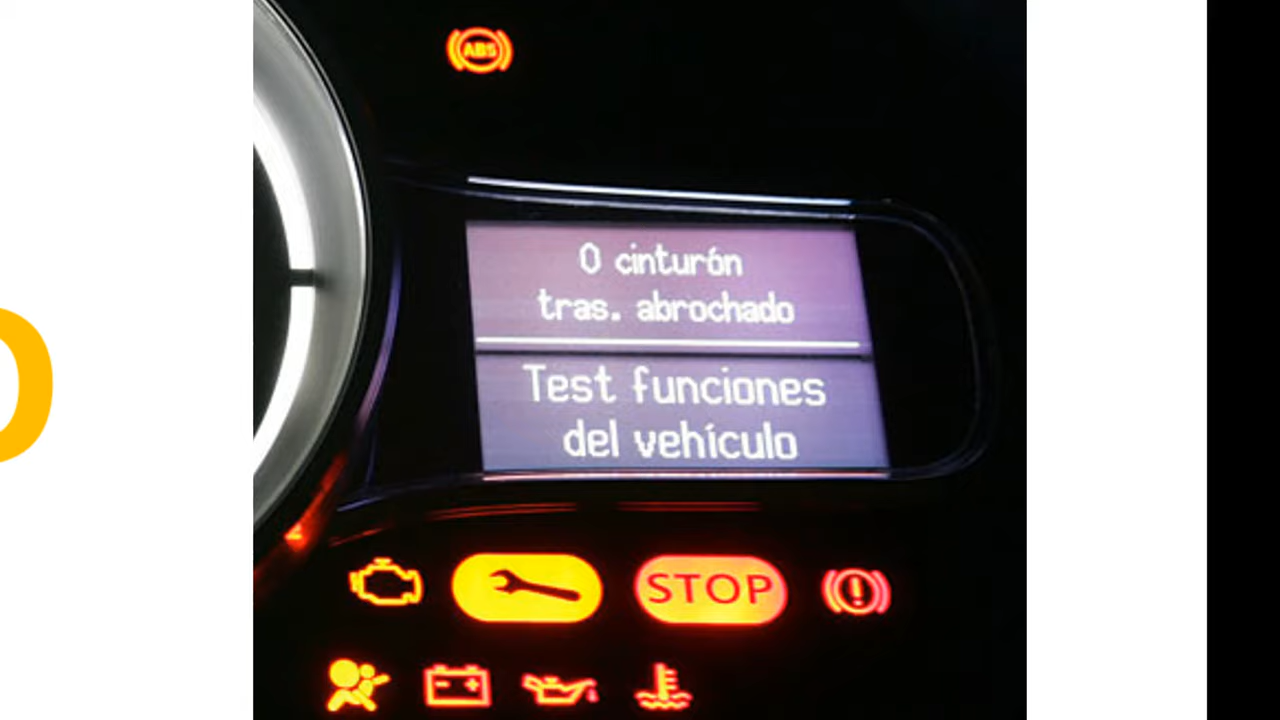 ABS
0 cinturón
tras. abrochado
Test funciones
del vehículo
STOP